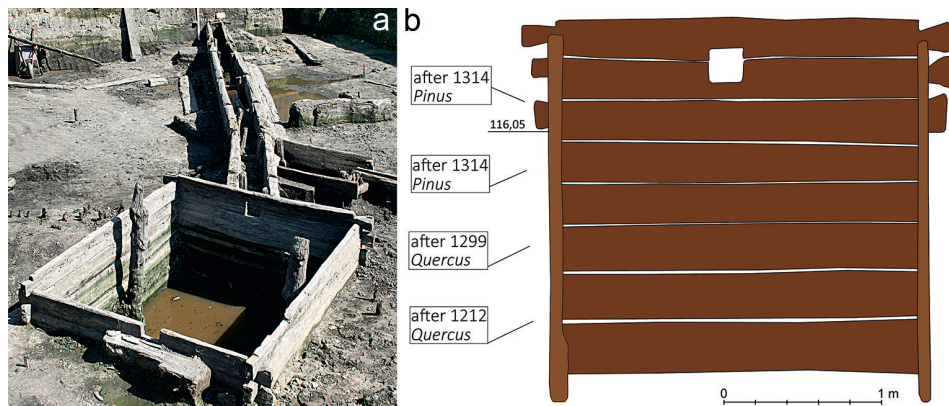 a
b
after 1314
Pinus
116,05
after 1314
Pinus
after 1299
Quercus
after 1212
Quercus
0
1 m